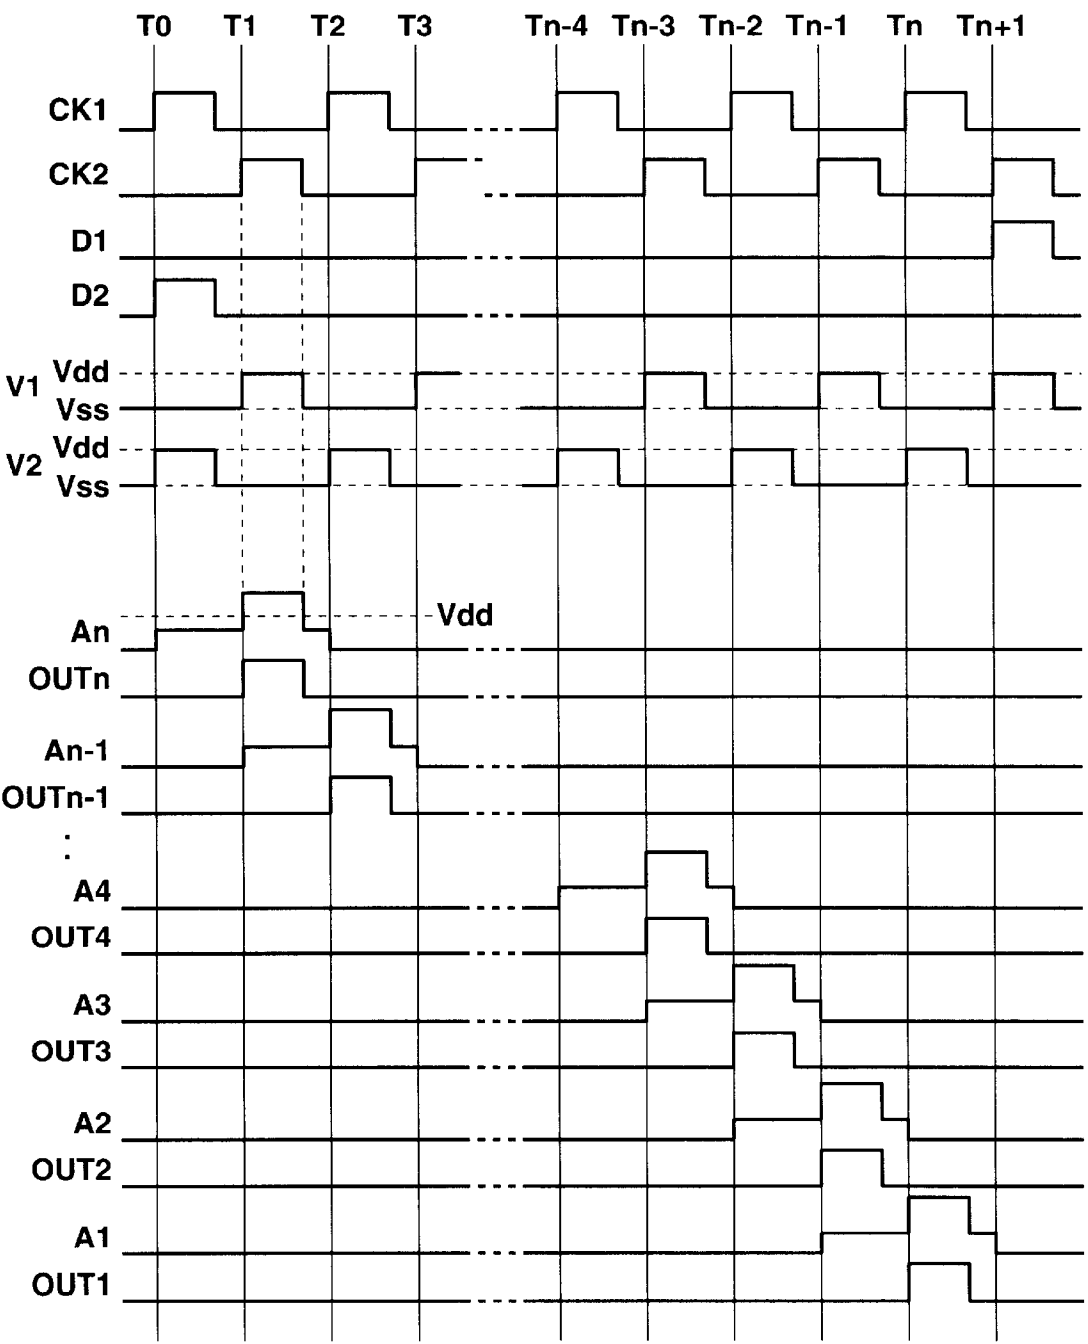 T0 T1 T2 T3 Tn-4 Tn-3 Tn-2 Tn-1 Tn Tn+1
CK1
CK2
D1
D2
V1 Vdd
Vss
V2 Vdd
Vss
Vdd
An
OUTn
An-1
OUTn-1
:
A4
OUT4
A3
OUT3
A2
OUT2
A1
OUT1